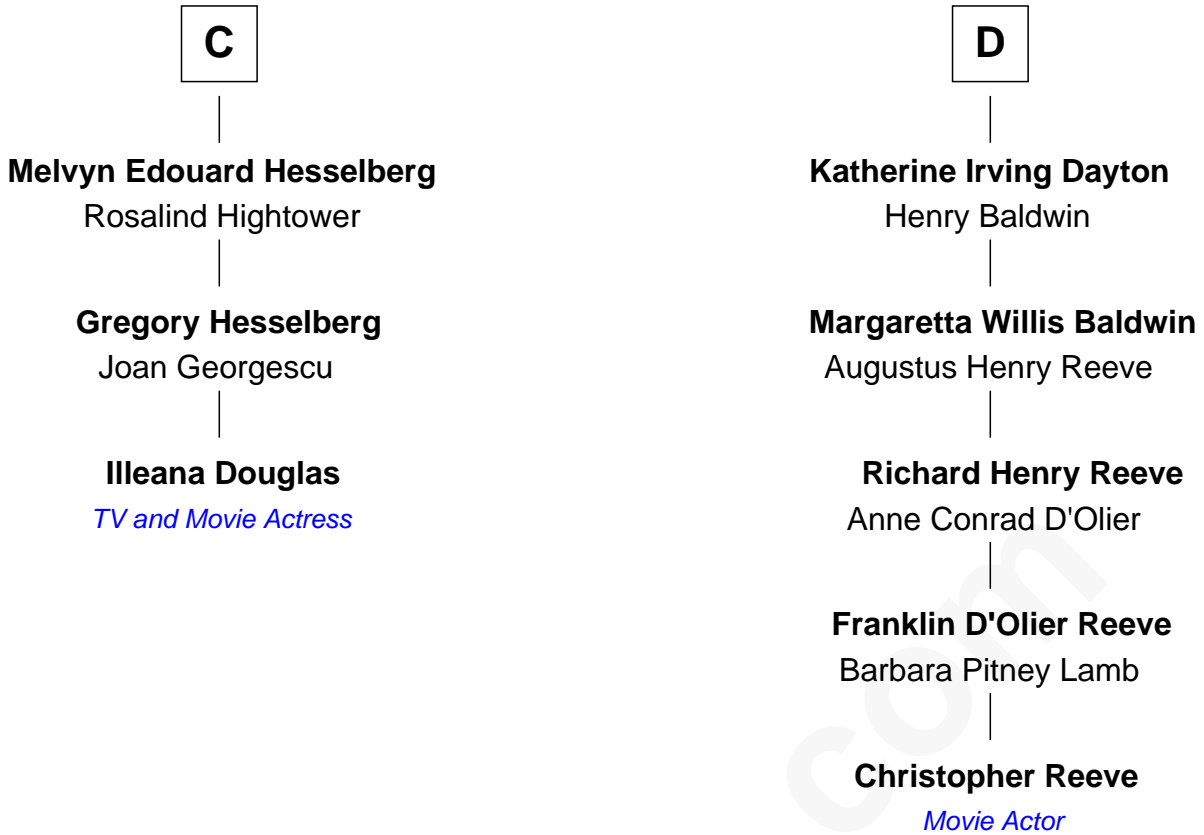 C
Melvyn Edouard Hesselberg
Rosalind Hightower
Gregory Hesselberg
Joan Georgescu
Illeana Douglas
TV and Movie Actress
D
Katherine Irving Dayton
Henry Baldwin
Margaretta Willis Baldwin
Augustus Henry Reeve
Richard Henry Reeve
Anne Conrad D'Olier
Franklin D'Olier Reeve
Barbara Pitney Lamb
Christopher Reeve
Movie Actor
com